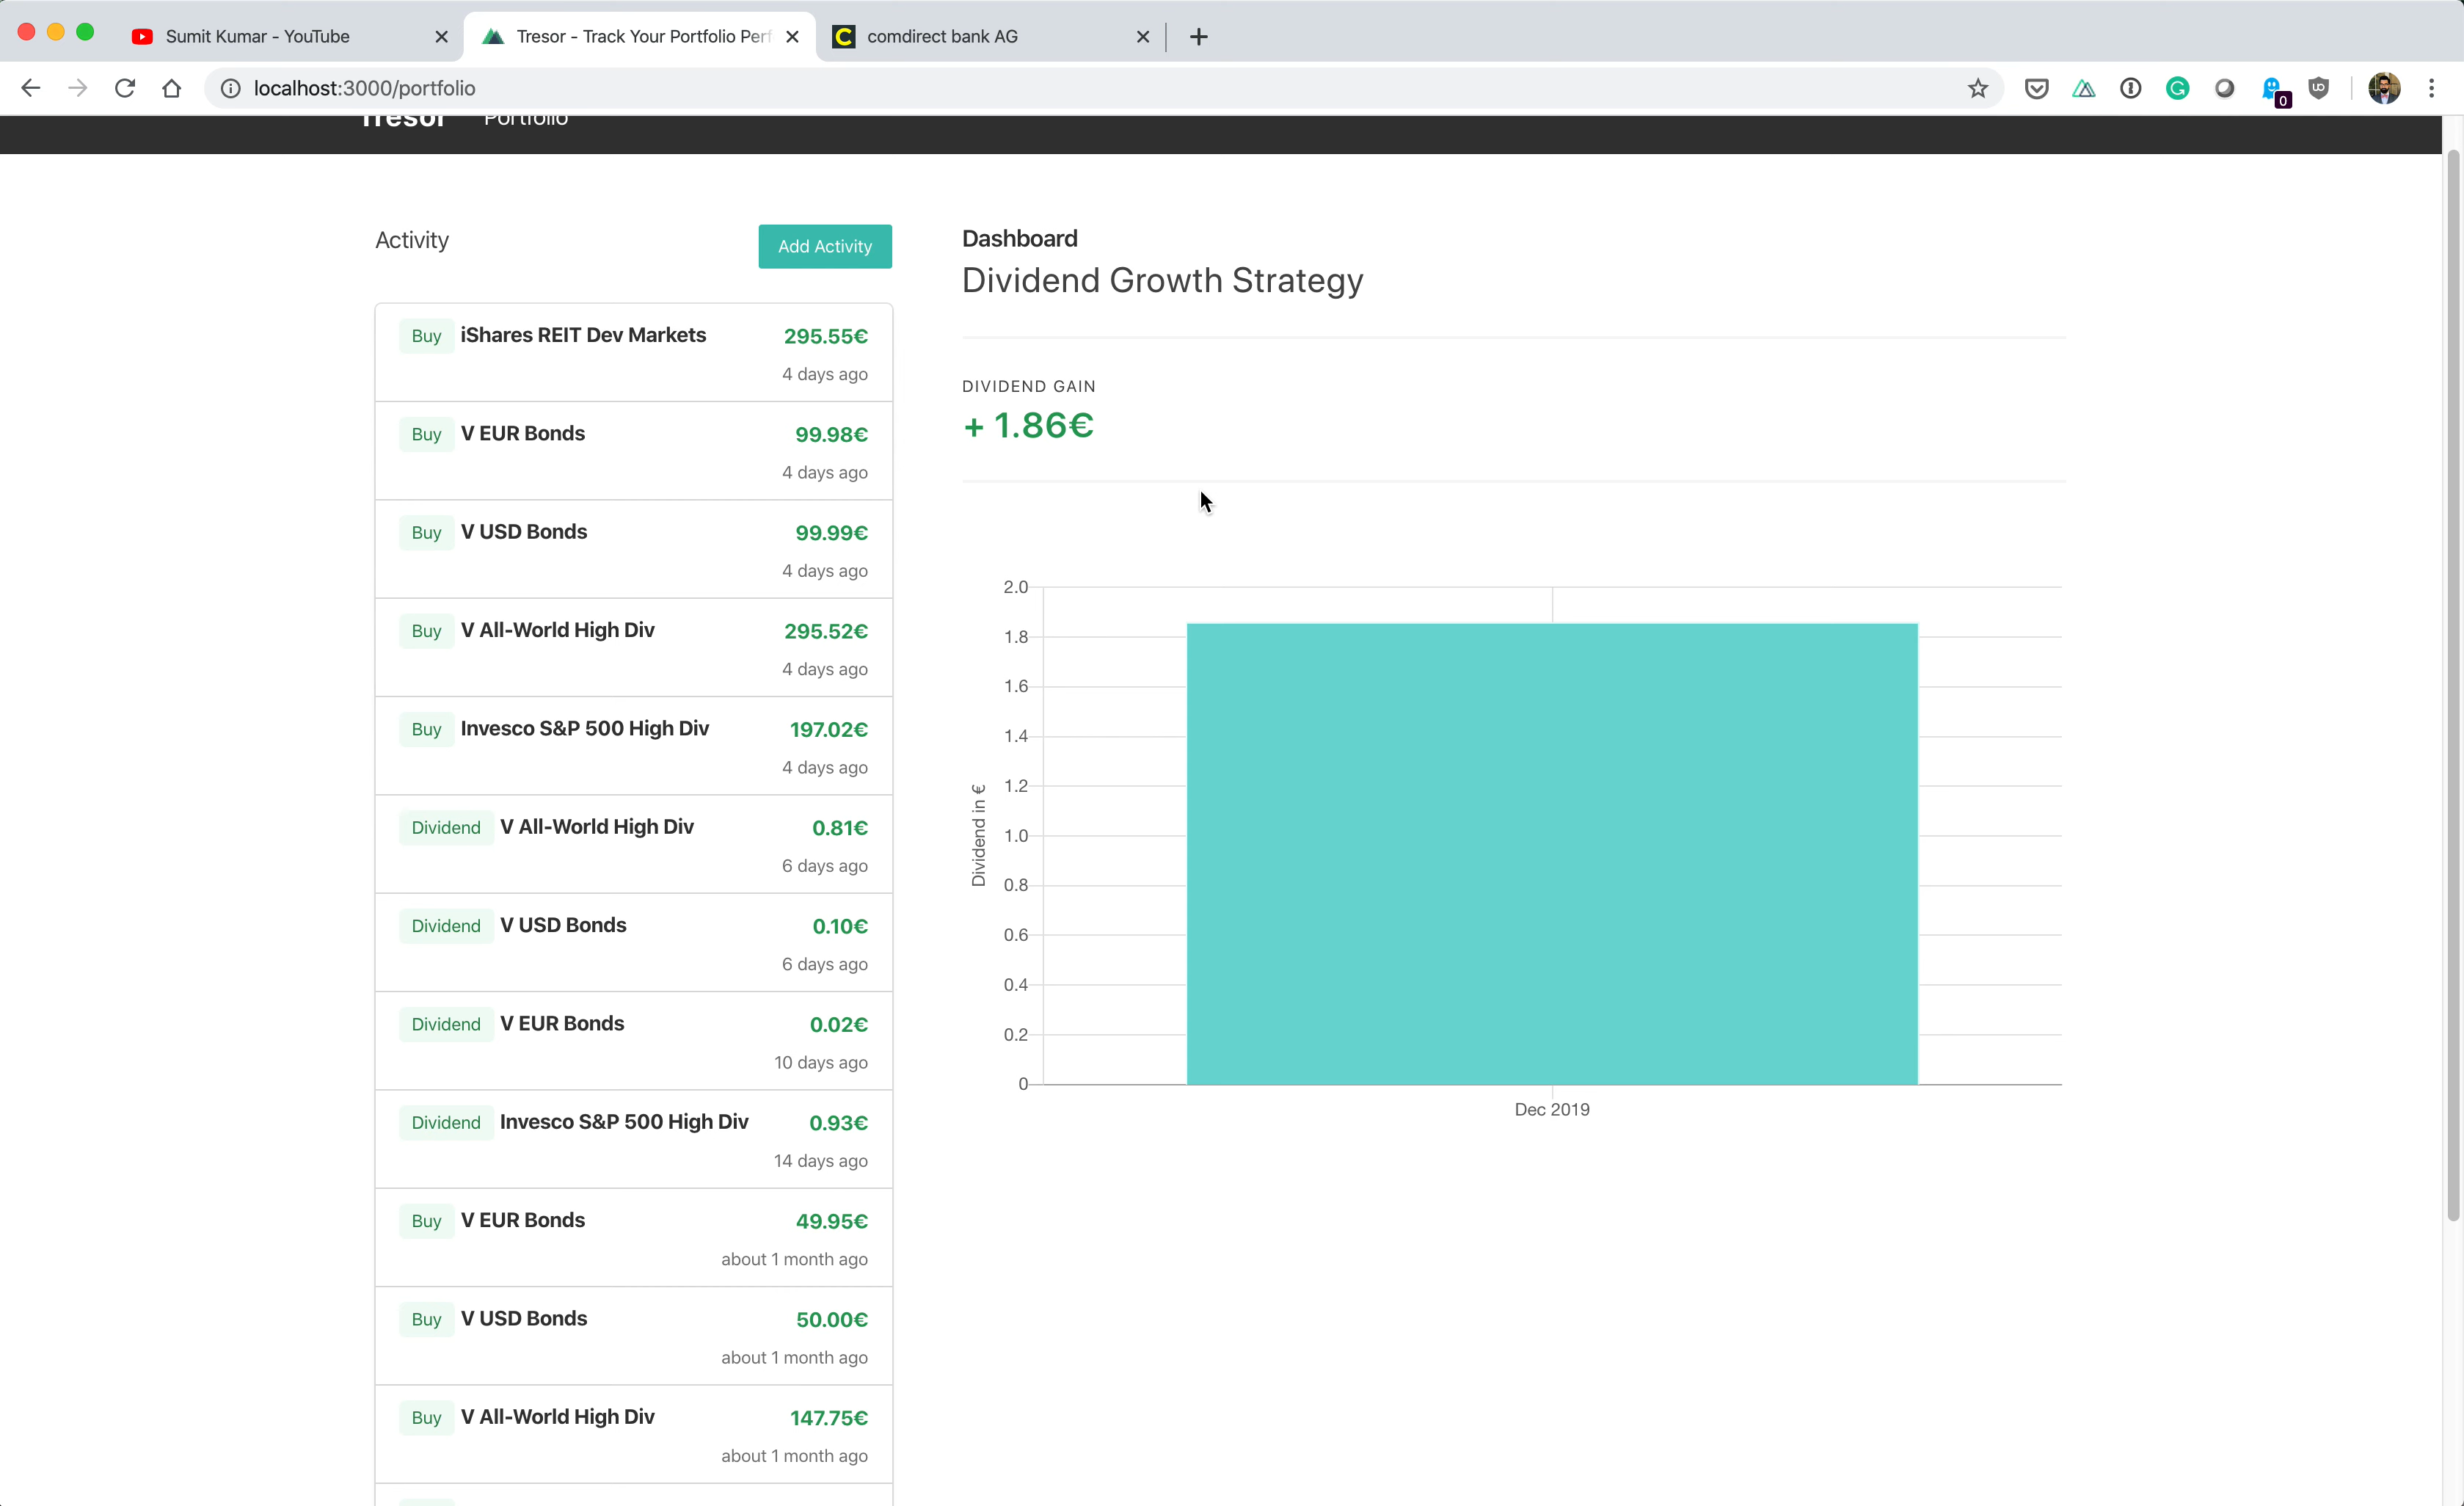 Sumit Kumar - YouTube
Tresor - Track Your Portfolio Perf
comdirect bank AG
localhost:3000/portfolio
0
Tresor
Portfolio
Activity
Add Activity
Buy iShares REIT Dev Markets 295.55€
4 days ago
Buy V EUR Bonds 99.98€
4 days ago
Buy V USD Bonds 99.99€
4 days ago
Buy V All-World High Div 295.52€
4 days ago
Buy Invesco S&P 500 High Div 197.02€
4 days ago
Dividend V All-World High Div 0.81€
6 days ago
Dividend V USD Bonds 0.10€
6 days ago
Dividend V EUR Bonds 0.02€
10 days ago
Dividend Invesco S&P 500 High Div 0.93€
14 days ago
Buy V EUR Bonds 49.95€
about 1 month ago
Buy V USD Bonds 50.00€
about 1 month ago
Buy V All-World High Div 147.75€
about 1 month ago
Dashboard
Dividend Growth Strategy
DIVIDEND GAIN
+ 1.86€
Dividend in €
2.0
1.8
1.6
1.4
1.2
1.0
0.8
0.6
0.4
0.2
0
Dec 2019